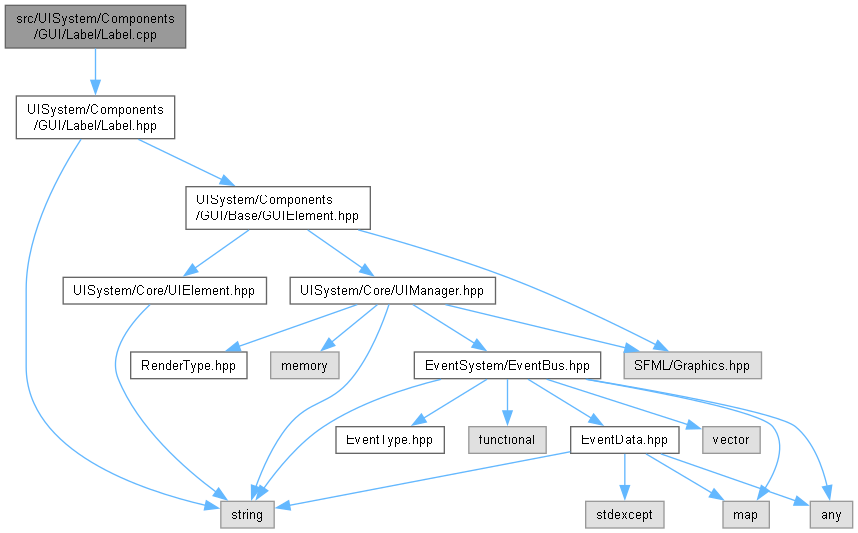 src/UISystem/Components
/GUI/Label/Label.cpp
UISystem/Components
/GUI/Label/Label.hpp
UISystem/Components
/GUI/Base/GUIElement.hpp
UISystem/Core/UIElement.hpp
UISystem/Core/UIManager.hpp
RenderType.hpp
memory
EventSystem/EventBus.hpp
SFML/Graphics.hpp
EventType.hpp
functional
EventData.hpp
vector
string
stdexcept
map
any